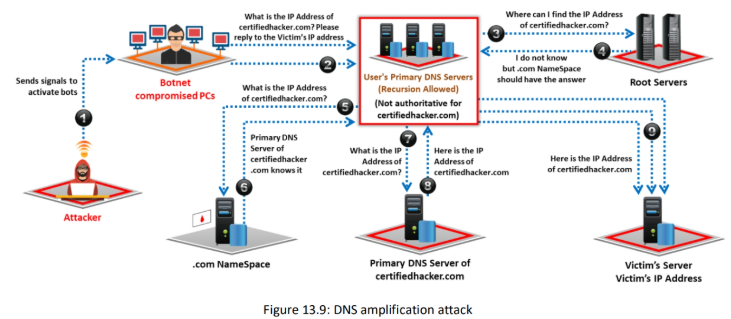 What is the IP Address of
certifiedhacker.com? Please
reply to the Victim's IP address
2
Botnet
compromised PCs
Sends signals to
activate bots
1
Attacker
User's Primary DNS Servers
(Recursion Allowed)
(Not authoritative for
certifiedhacker.com)
3
Where can I find the IP Address
of certifiedhacker.com?
4
I do not know
but .com NameSpace
should have the answer
Root Servers
What is the IP Address
of certifiedhacker.com?
5
Primary DNS
Server of
certifiedhacker
.com knows it
6
.com NameSpace
7
What is the IP
Address of
certifiedhacker.com?
8
Here is the IP
Address of
certifiedhacker.com
Primary DNS Server of
certifiedhacker.com
9
Here is the IP Address
of certifiedhacker.com
Victim's Server
Victim's IP Address
Figure 13.9: DNS amplification attack